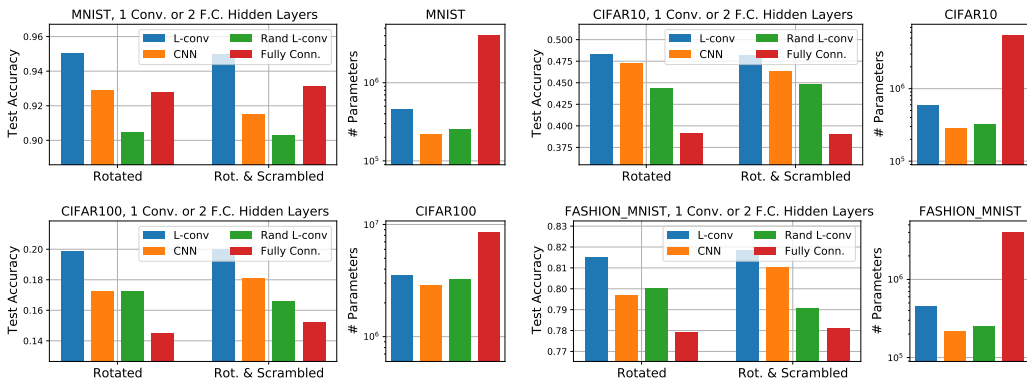 MNIST, 1 Conv. or 2 F.C. Hidden Layers
Test Accuracy
0.96
0.94
0.92
0.90
L-conv
CNN
Rand L-conv
Fully Conn.
Rotated
Rot. & Scrambled
MNIST
# Parameters
10^6
10^5
CIFAR10, 1 Conv. or 2 F.C. Hidden Layers
Test Accuracy
0.500
0.475
0.450
0.425
0.400
0.375
L-conv
CNN
Rand L-conv
Fully Conn.
Rotated
Rot. & Scrambled
CIFAR10
# Parameters
10^6
10^5
CIFAR100, 1 Conv. or 2 F.C. Hidden Layers
Test Accuracy
0.20
0.18
0.16
0.14
L-conv
CNN
Rand L-conv
Fully Conn.
Rotated
Rot. & Scrambled
CIFAR100
# Parameters
10^7
10^6
FASHION_MNIST, 1 Conv. or 2 F.C. Hidden Layers
Test Accuracy
0.83
0.82
0.81
0.80
0.79
0.78
0.77
L-conv
CNN
Rand L-conv
Fully Conn.
Rotated
Rot. & Scrambled
FASHION_MNIST
# Parameters
10^6
10^5